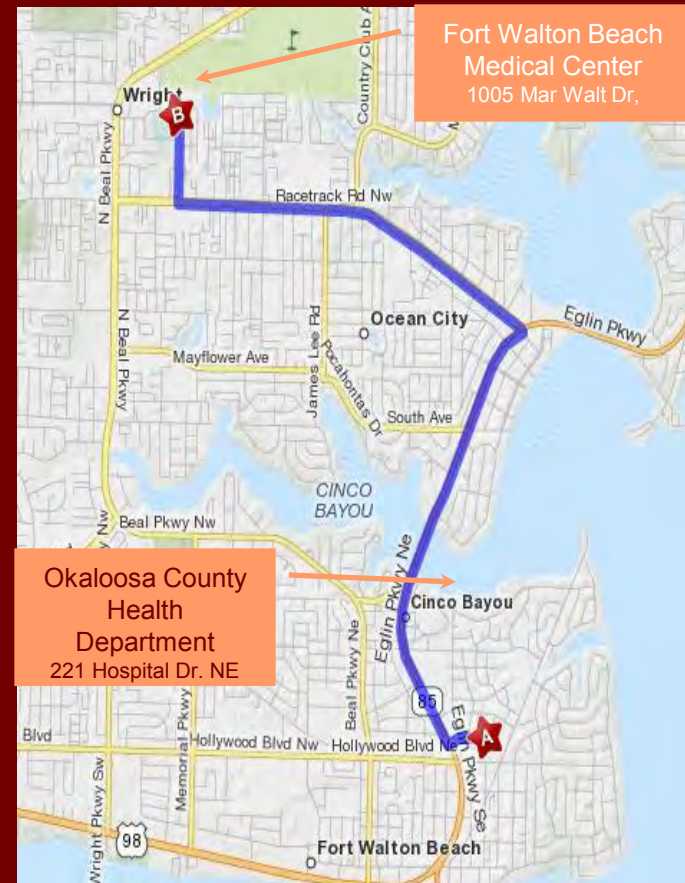 Fort Walton Beach
Medical Center
1005 Mar Walt Dr,
Wright
B
Country Club A
N Beal Pkwy
Racetrack Rd Nw
Ocean City
Eglin Pkwy
N Beal Pkwy
James Lee Rd
Mayflower Ave
Pocahontas Dr
South Ave
CINCO
BAYOU
Beal Pkwy Nw
Okaloosa County
Health
Department
221 Hospital Dr. NE
Eglin Pkwy Ne
Cinco Bayou
Beal Pkwy Ne
85
Eglin Pkwy Se
A
Blvd
Hollywood Blvd Nw
Hollywood Blvd Ne
Memorial Pkwy
Wright Pkwy Sw
98
Fort Walton Beach